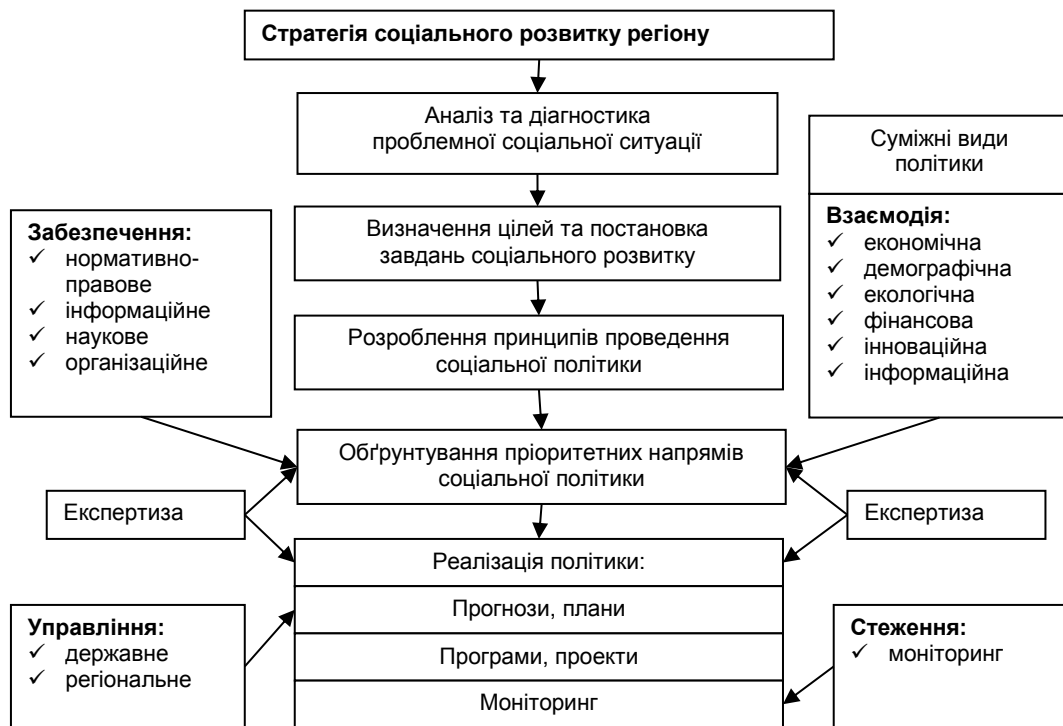 Стратегія соціального розвитку регіону
Аналіз та діагностика
проблемної соціальної ситуації
Суміжні види
політики
Забезпечення:
✓ нормативно-
правове
✓ інформаційне
✓ наукове
✓ організаційне
Визначення цілей та постановка
завдань соціального розвитку
Взаємодія:
✓ економічна
✓ демографічна
✓ екологічна
✓ фінансова
✓ інноваційна
✓ інформаційна
Розроблення принципів проведення
соціальної політики
Обґрунтування пріоритетних напрямів
соціальної політики
Експертиза
Експертиза
Реалізація політики:
Прогнози, плани
Програми, проекти
Моніторинг
Управління:
✓ державне
✓ регіональне
Стеження:
✓ моніторинг